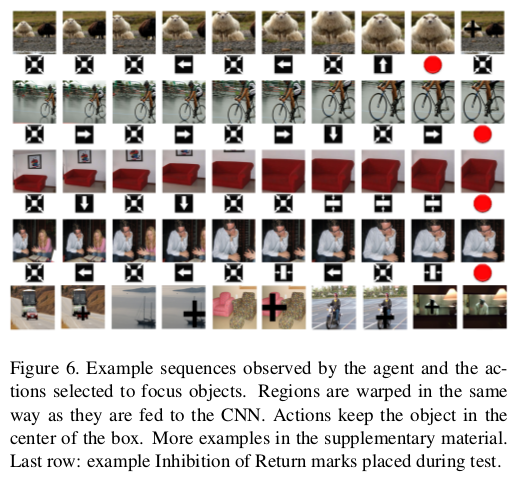 Figure 6. Example sequences observed by the agent and the ac-
tions selected to focus objects. Regions are warped in the same
way as they are fed to the CNN. Actions keep the object in the
center of the box. More examples in the supplementary material.
Last row: example Inhibition of Return marks placed during test.